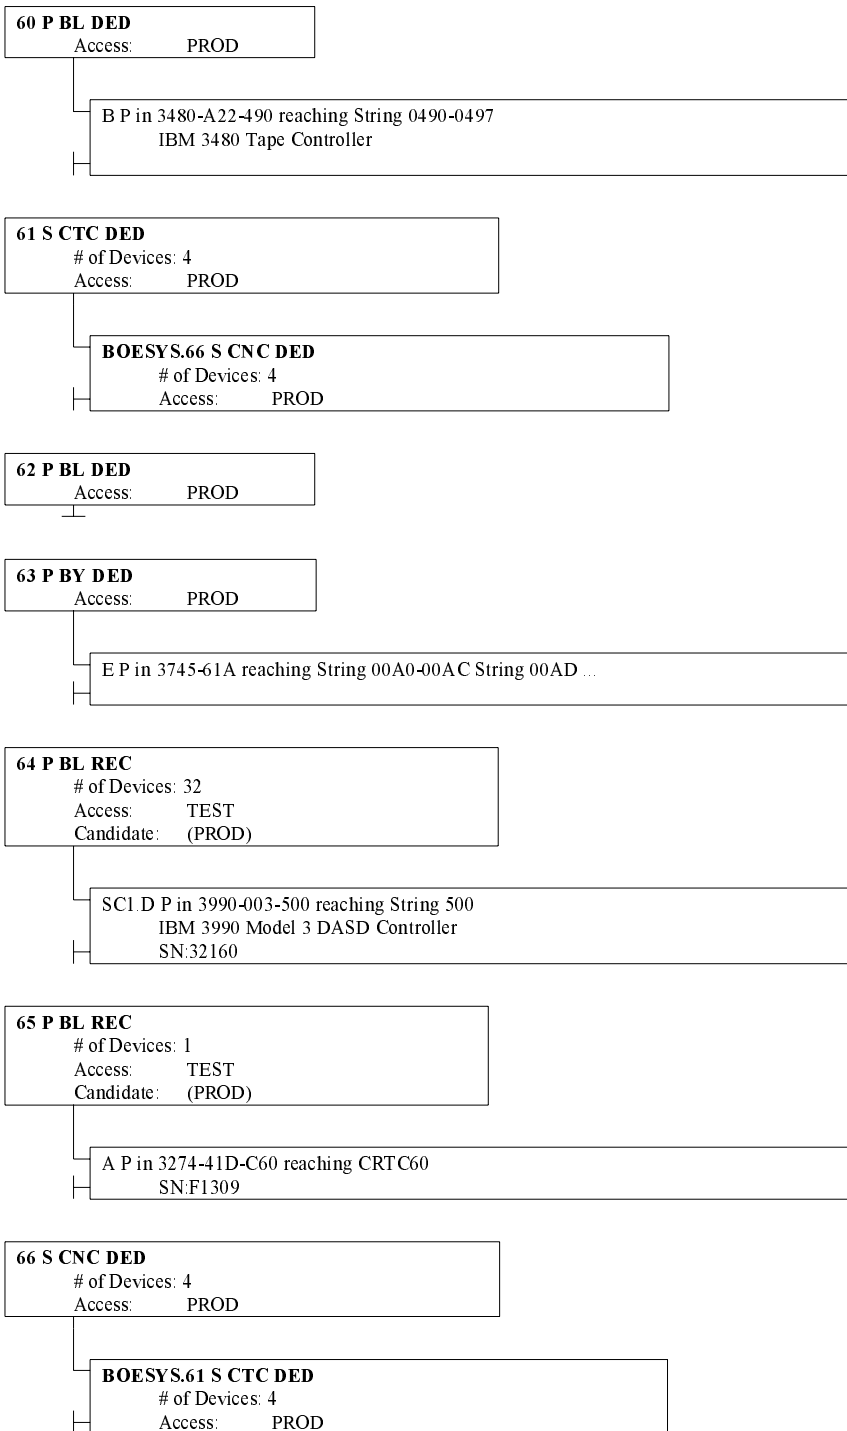 60 P BL DED
Access: PROD
B P in 3480-A22-490 reaching String 0490-0497
IBM 3480 Tape Controller
61 S CTC DED
# of Devices: 4
Access: PROD
BOESYS.66 S CNC DED
# of Devices: 4
Access: PROD
62 P BL DED
Access: PROD
63 P BY DED
Access: PROD
E P in 3745-61A reaching String 00A0-00AC String 00AD ...
64 P BL REC
# of Devices: 32
Access: TEST
Candidate: (PROD)
SC1.D P in 3990-003-500 reaching String 500
IBM 3990 Model 3 DASD Controller
SN:32160
65 P BL REC
# of Devices: 1
Access: TEST
Candidate: (PROD)
A P in 3274-41D-C60 reaching CRTC60
SN:F1309
66 S CNC DED
# of Devices: 4
Access: PROD
BOESYS.61 S CTC DED
# of Devices: 4
Access: PROD